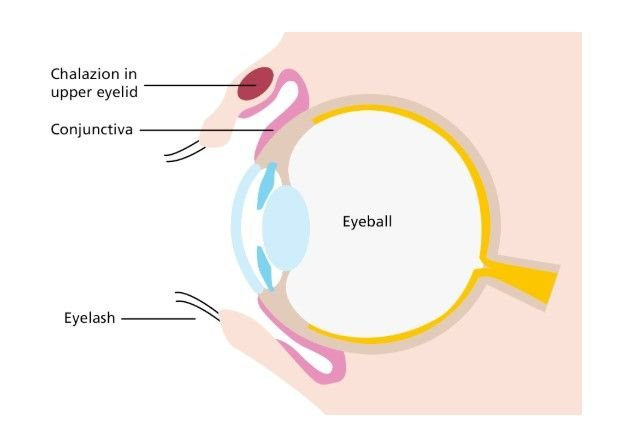 Chalazion in
upper eyelid
Conjunctiva
Eyeball
Eyelash